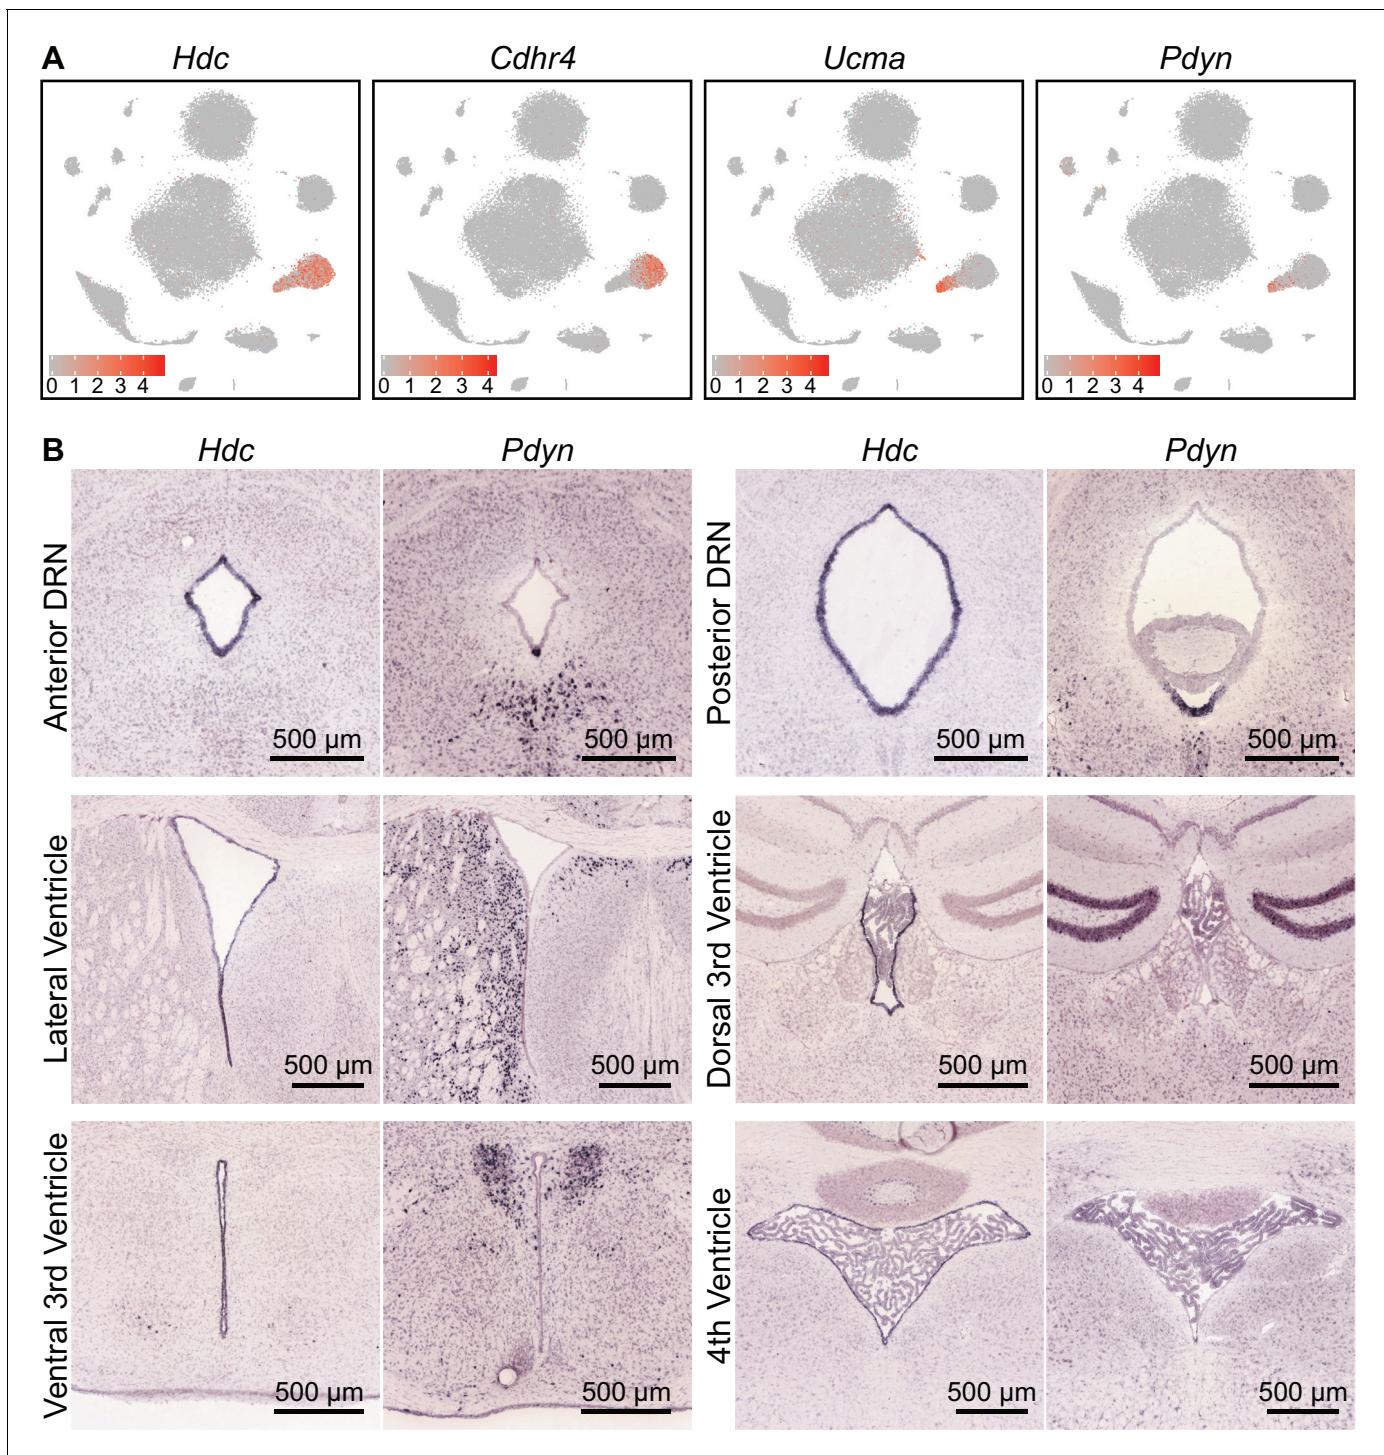 A
Hdc
Cdhr4
Ucma
Pdyn
0 1 2 3 4
0 1 2 3 4
0 1 2 3 4
0 1 2 3 4
B
Hdc
Pdyn
Hdc
Pdyn
Anterior DRN
500 µm
500 µm
Posterior DRN
500 µm
500 µm
Lateral Ventricle
500 µm
500 µm
Dorsal 3rd Ventricle
500 µm
500 µm
Ventral 3rd Ventricle
500 µm
500 µm
4th Ventricle
500 µm
500 µm